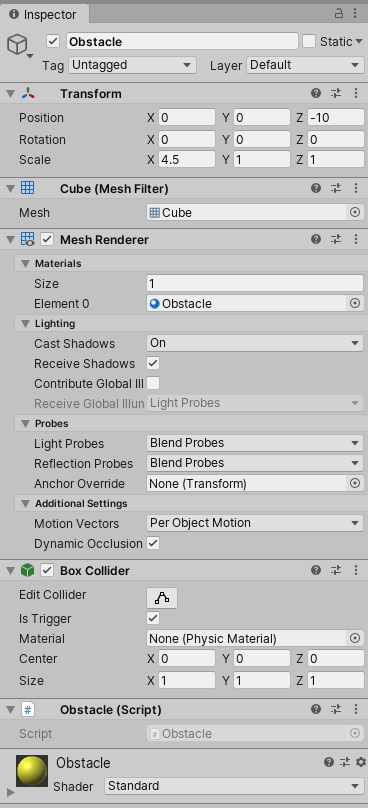 Inspector
Obstacle Static
Tag Untagged Layer Default
Transform
Position X 0 Y 0 Z -10
Rotation X 0 Y 0 Z 0
Scale X 4.5 Y 1 Z 1
Cube (Mesh Filter)
Mesh Cube
Mesh Renderer
Materials
Size 1
Element 0 Obstacle
Lighting
Cast Shadows On
Receive Shadows
Contribute Global Ill
Receive Global Illun Light Probes
Probes
Light Probes Blend Probes
Reflection Probes Blend Probes
Anchor Override None (Transform)
Additional Settings
Motion Vectors Per Object Motion
Dynamic Occlusion
Box Collider
Edit Collider
Is Trigger
Material None (Physic Material)
Center X 0 Y 0 Z 0
Size X 1 Y 1 Z 1
# Obstacle (Script)
Script # Obstacle
Obstacle
Shader Standard